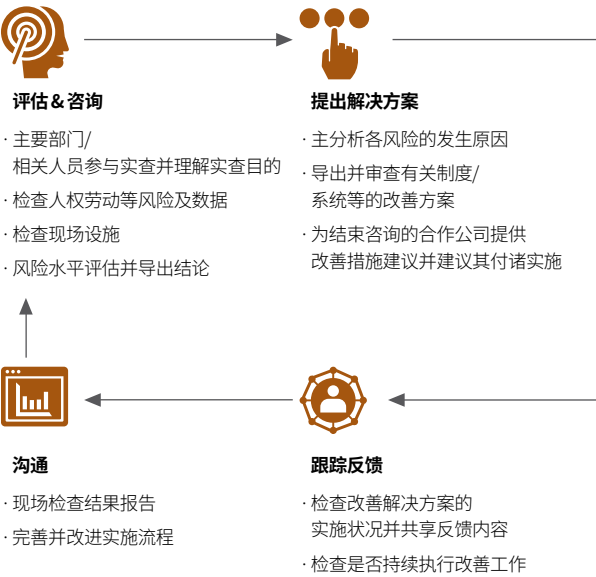 评估＆咨询
· 主要部门/
相关人员参与实查并理解实查目的
· 检查人权劳动等风险及数据
· 检查现场设施
· 风险水平评估并导出结论
提出解决方案
· 主分析各风险的发生原因
· 导出并审查有关制度/
系统等的改善方案
· 为结束咨询的合作公司提供
改善措施建议并建议其付诸实施
沟通
· 现场检查结果报告
· 完善并改进实施流程
跟踪反馈
· 检查改善解决方案的
实施状况并共享反馈内容
· 检查是否持续执行改善工作